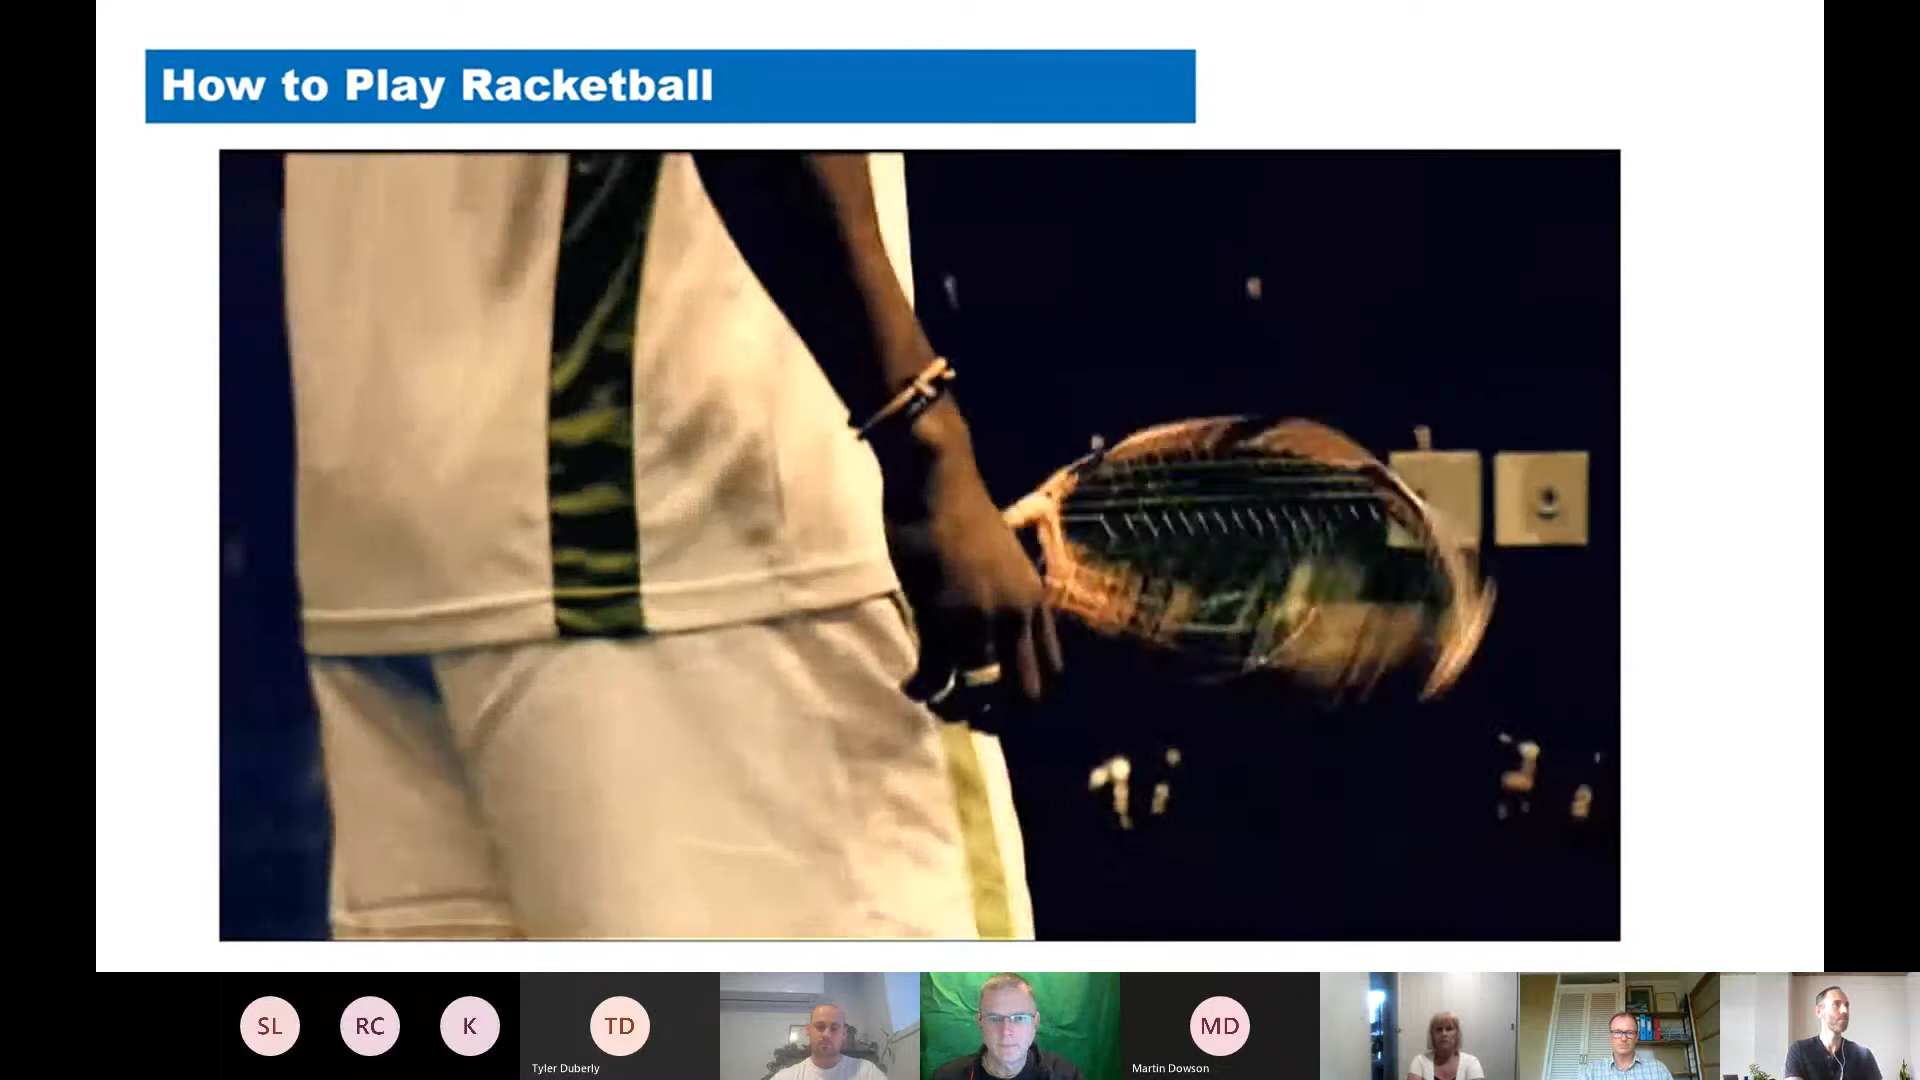 How to Play Racketball
SL
RC
K
TD
Tyler Duberly
MD
Martin Dowson